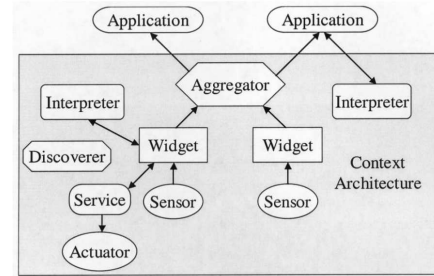 Application
Application
Aggregator
Interpreter
Interpreter
Widget
Widget
Discoverer
Context
Architecture
Service
Sensor
Sensor
Actuator